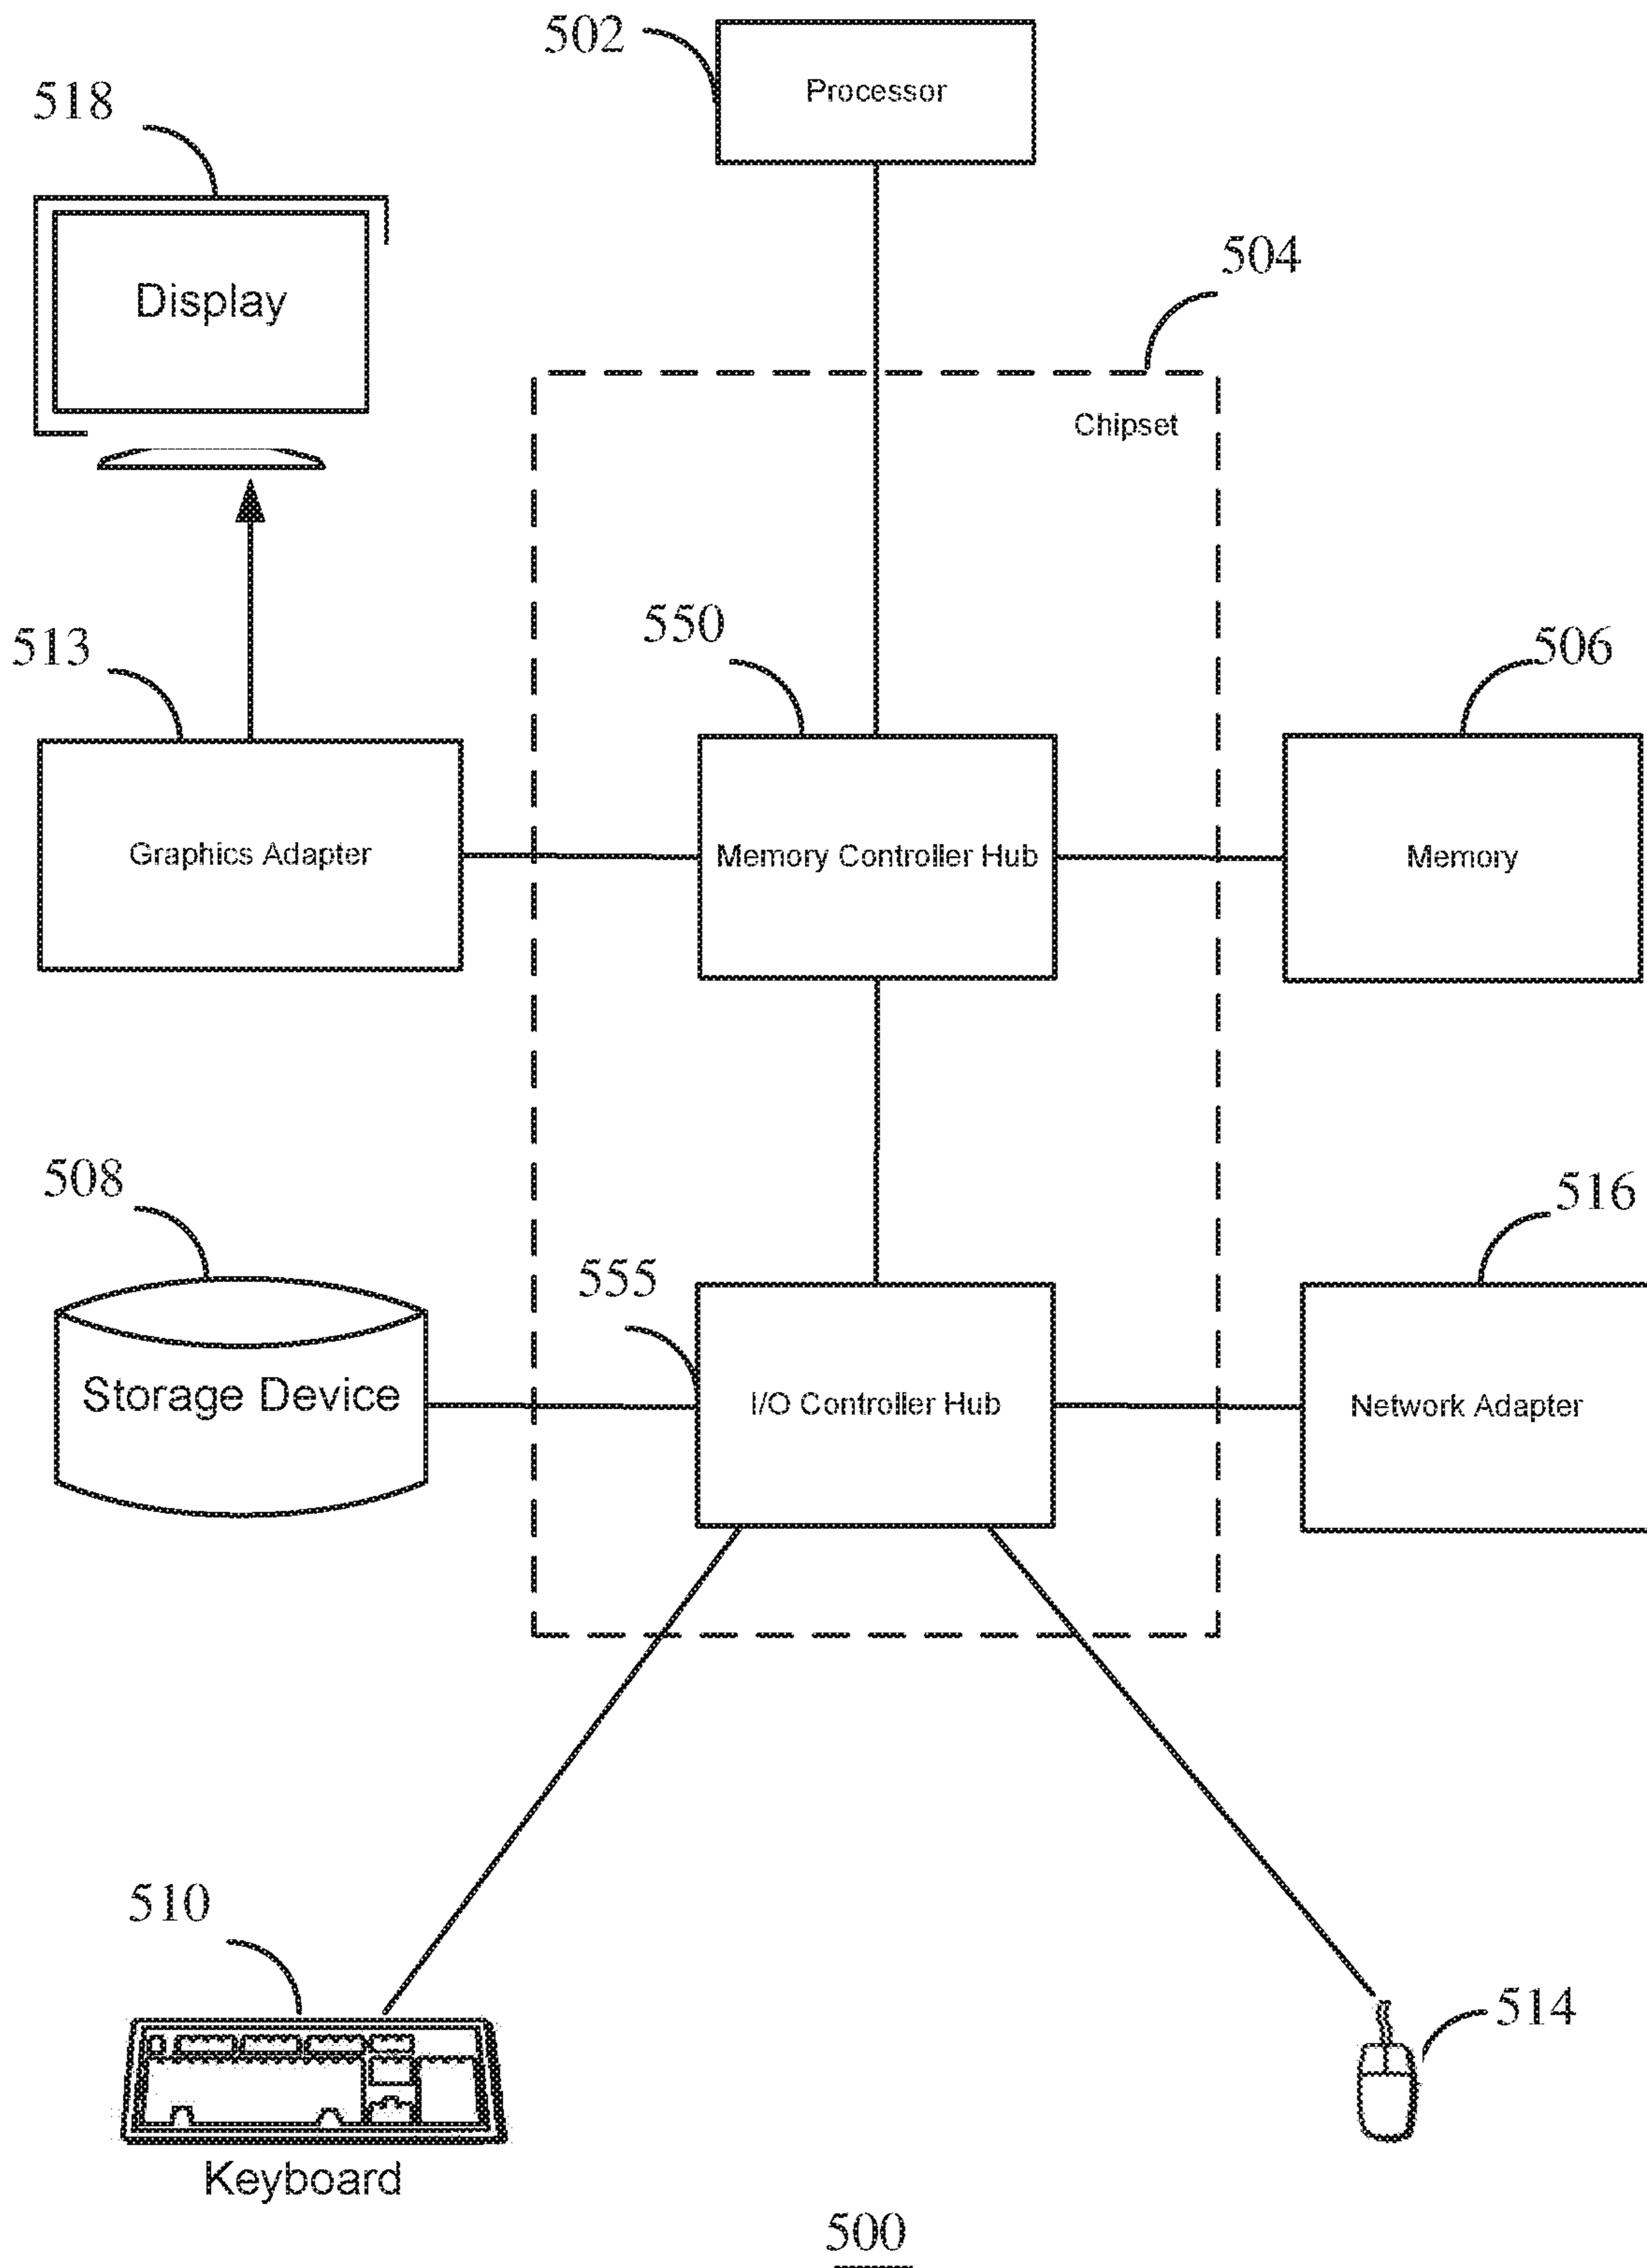 502
Processor
518
Display
504
Chipset
513
550
506
Graphics Adapter
Memory Controller Hub
Memory
508
516
555
Storage Device
I/O Controller Hub
Network Adapter
510
514
Keyboard
500